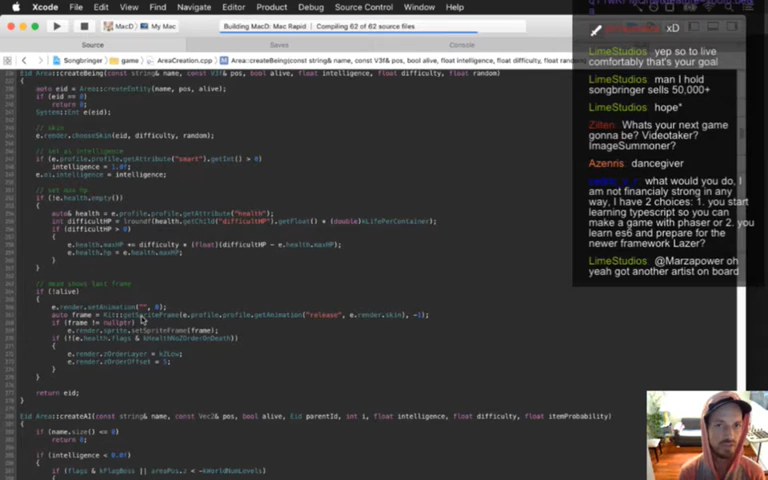 Xcode File Edit View Find Navigate Editor Product Debug Source Control Window Help
MacD My Mac
Building MacD: Mac Rapid Compiling 62 of 62 source files
Source Saves Console
Songbringer game AreaCreation.cpp
Eid Area::createBeing(const string& name, const V3f& pos, bool alive, float intelligence, float difficulty, float random)
{
auto eid = Area::createEntity(name, pos, alive);
if (eid == 0)
return 0;
System::Ent e(eid);
// skin
e.render.chooseSkin(eid, difficulty, random);
// set ai intelligence
if (e.profile.profile.getAttribute("smart").getInt() > 0)
intelligence = 1.0f;
e.ai.intelligence = intelligence;
// set max hp
if (!e.health.empty())
{
auto& health = e.profile.profile.getAttribute("health");
int difficultHP = lroundf(health.getChild("difficult").getFloat() * (double)kLifePerContainer);
if (difficultHP > 0)
{
e.health.maxHP += difficulty * (float)(difficultHP - e.health.maxHP);
e.health.hp = e.health.maxHP;
}
}
// dead shows last frame
if (!alive)
{
e.render.setAnimation("", 0);
auto frame = Kit::getSpriteFrame(e.profile.profile.getAnimation("release", e.render.skin), -1);
if (frame != nullptr)
e.render.sprite.setSpriteFrame(frame);
if (!(e.health.flags & kHealthNoZOrderOnDeath))
{
e.render.zOrderLayer = kZLow;
e.render.zOrderOffset = 3;
}
}
return eid;
}
Eid Area::createAI(const string& name, const Vec2& pos, bool alive, Eid parentId, int i, float intelligence, float difficulty, float itemProbability)
{
if (name.size() <= 0)
return 0;
if (intelligence < 0.0f)
{
if (flags & kFlagBoss || areaPos.z < -kWorldNumLevels)
xD
LimeStudios yep so to live
comfortably that's your goal
LimeStudios man I hold
songbringer sells 50,000+
LimeStudios hope*
Zilten Whats your next game
gonna be? Videotaker?
ImageSummoner?
Azenris dancegiver
what would you do, I
am not financialy strong in any
way, I have 2 choices: 1. you start
learning typescript so you can
make a game with phaser or 2. you
learn es6 and prepare for the
newer framework Lazer?
LimeStudios @Marzapower oh
yeah got another artist on board